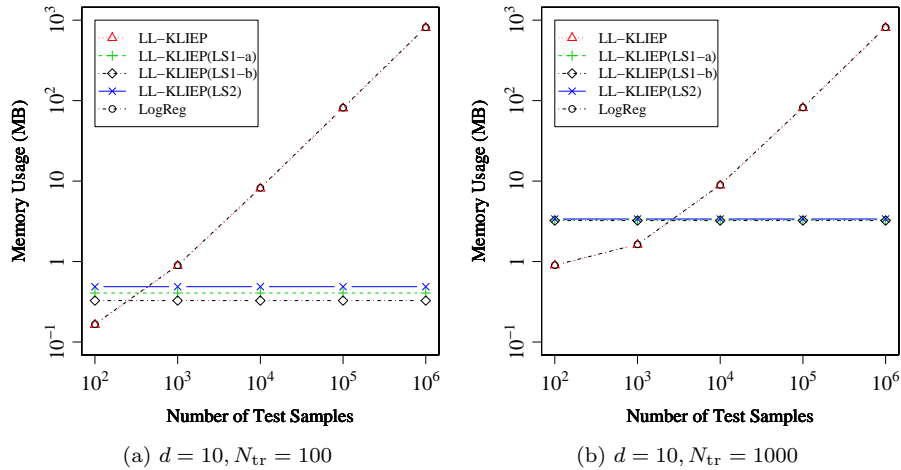 Memory Usage (MB)
10^3
10^2
10
1
10^-1
LL−KLIEP
LL−KLIEP(LS1−a)
LL−KLIEP(LS1−b)
LL−KLIEP(LS2)
LogReg
10^2 10^3 10^4 10^5 10^6
Number of Test Samples
(a) d = 10, N_tr = 100
Memory Usage (MB)
10^3
10^2
10
1
10^-1
LL−KLIEP
LL−KLIEP(LS1−a)
LL−KLIEP(LS1−b)
LL−KLIEP(LS2)
LogReg
10^2 10^3 10^4 10^5 10^6
Number of Test Samples
(b) d = 10, N_tr = 1000